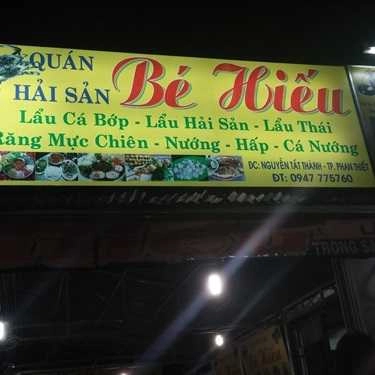 QUÁN
HẢI SẢN
Bé Hiếu
Lẩu Cá Bớp - Lẩu Hải Sản - Lẩu Thái
Răng Mực Chiên - Nướng - Hấp - Cá Nướng
ĐC: NGUYỄN TẤT THÀNH - TP. PHAN THIẾT
ĐT: 0947 775760
TRONG